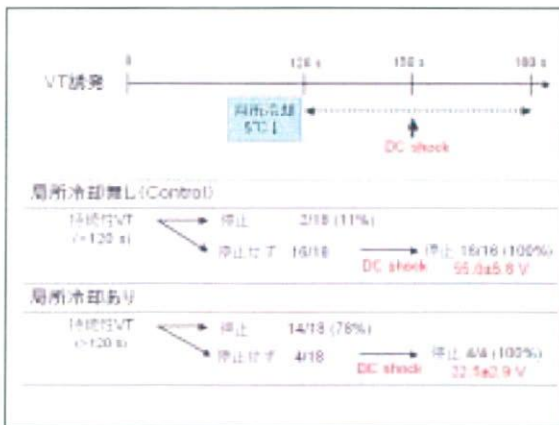 0 120 s 150 s 180 s
VT誘発
局所冷却
5℃↓
DC shock
局所冷却無し(Control)
持続性VT 停止 2/18 (11%)
(>120 s)
停止せず 16/18 停止 16/16 (100%)
DC shock 55.0±5.8 V
局所冷却あり
持続性VT 停止 14/18 (78%)
(>120 s)
停止せず 4/18 停止 4/4 (100%)
DC shock 22.5±2.9 V